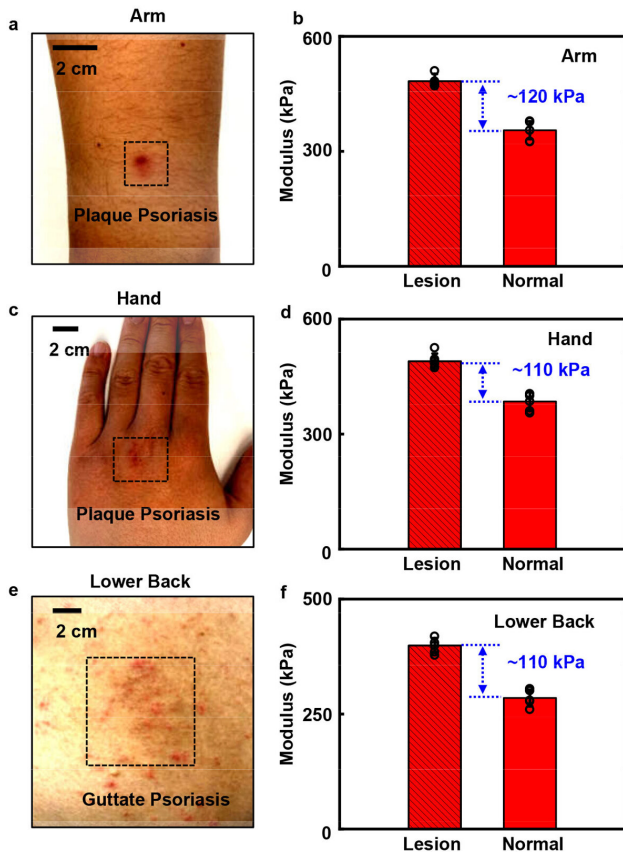 a
Arm
2 cm
Plaque Psoriasis
b
Modulus (kPa)
600
300
0
Arm
~120 kPa
Lesion
Normal
c
Hand
2 cm
Plaque Psoriasis
d
Modulus (kPa)
600
300
0
Hand
~110 kPa
Lesion
Normal
e
Lower Back
2 cm
Guttate Psoriasis
f
Modulus (kPa)
500
250
0
Lower Back
~110 kPa
Lesion
Normal